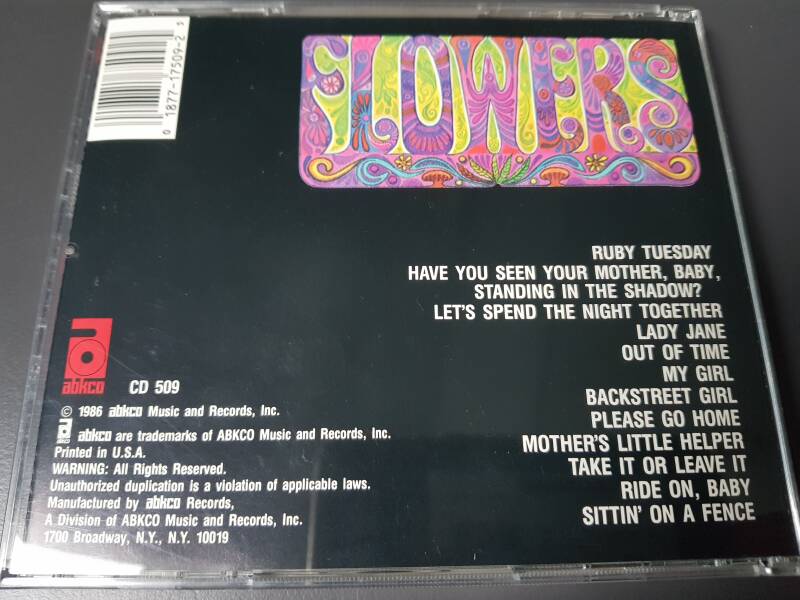 0 1877-17509-2 5
FLOWERS
RUBY TUESDAY
HAVE YOU SEEN YOUR MOTHER, BABY,
STANDING IN THE SHADOW?
LET'S SPEND THE NIGHT TOGETHER
LADY JANE
OUT OF TIME
MY GIRL
BACKSTREET GIRL
PLEASE GO HOME
MOTHER'S LITTLE HELPER
TAKE IT OR LEAVE IT
RIDE ON, BABY
SITTIN' ON A FENCE
abkco
CD 509
© 1986 abkco Music and Records, Inc.
abkco abkco are trademarks of ABKCO Music and Records, Inc.
Printed in U.S.A.
WARNING: All Rights Reserved.
Unauthorized duplication is a violation of applicable laws.
Manufactured by abkco Records,
A Division of ABKCO Music and Records, Inc.
1700 Broadway, N.Y., N.Y. 10019